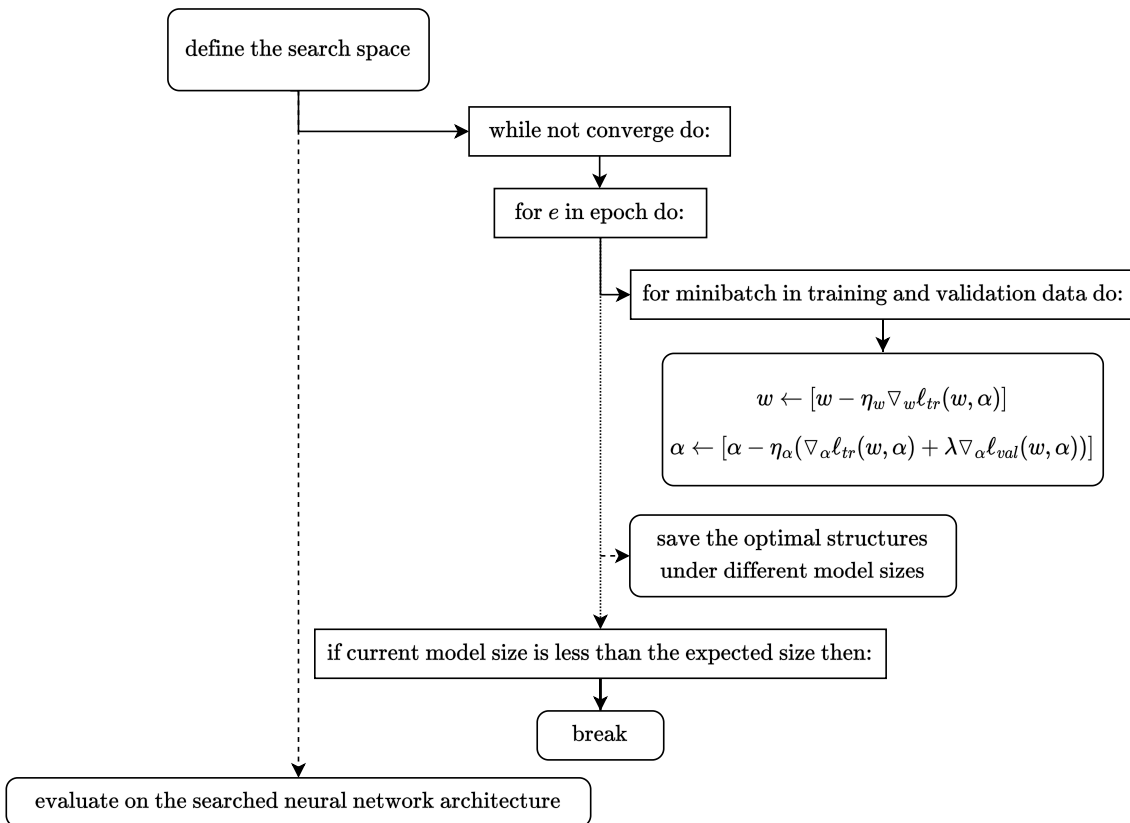 define the search space
while not converge do:
for e in epoch do:
for minibatch in training and validation data do:
w ← [w − η_w ▽_w ℓ_tr(w, α)]
α ← [α − η_α(▽_α ℓ_tr(w, α) + λ▽_α ℓ_val(w, α))]
save the optimal structures
under different model sizes
if current model size is less than the expected size then:
break
evaluate on the searched neural network architecture